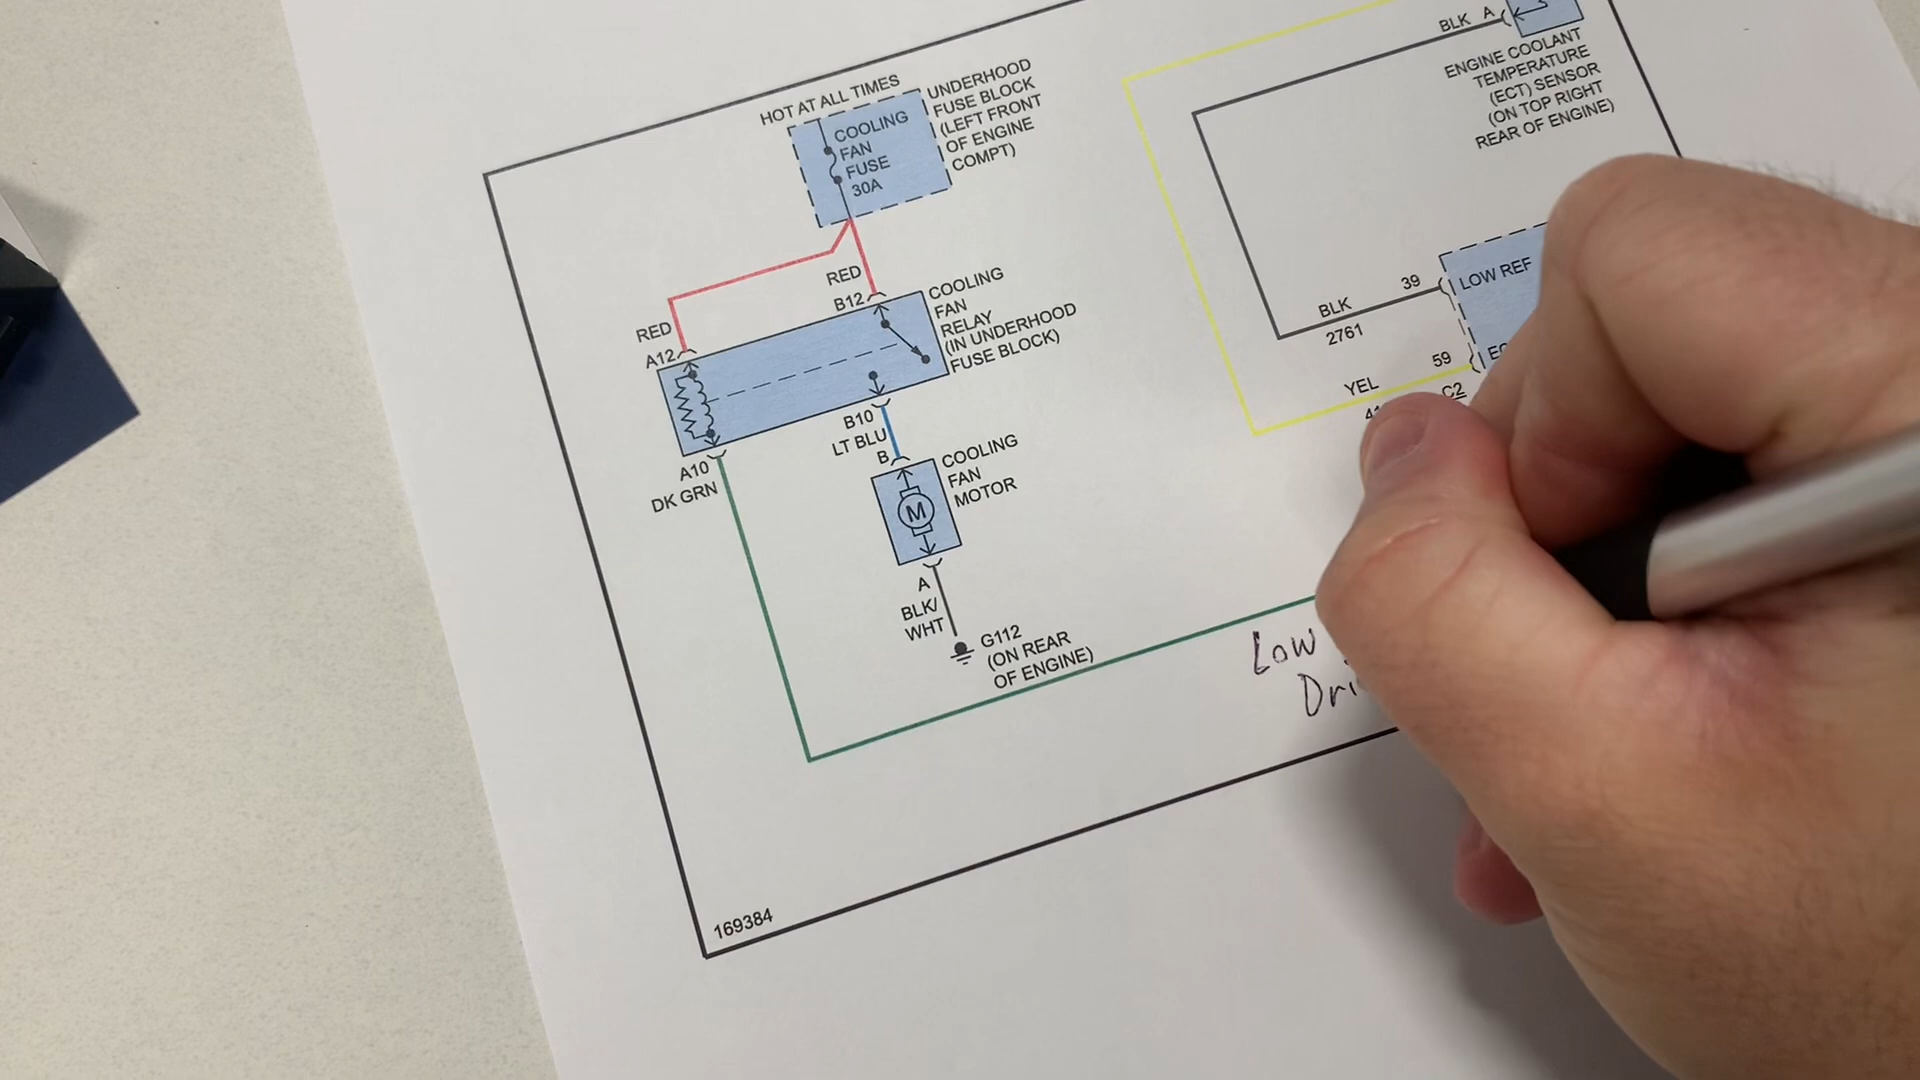 HOT AT ALL TIMES
COOLING
FAN
FUSE
30A
UNDERHOOD
FUSE BLOCK
(LEFT FRONT
OF ENGINE
COMPT)
RED
B12
RED
A12
COOLING
FAN
RELAY
(IN UNDERHOOD
FUSE BLOCK)
A10
DK GRN
B10
LT BLU
B
M
COOLING
FAN
MOTOR
A
BLK/
WHT
G112
(ON REAR
OF ENGINE)
169384
BLK A
ENGINE COOLANT
TEMPERATURE
(ECT) SENSOR
(ON TOP RIGHT
REAR OF ENGINE)
39
LOW REF
BLK
2761
59
YEL
C2
Low